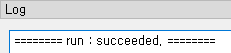 Log
======== run : succeeded, ========